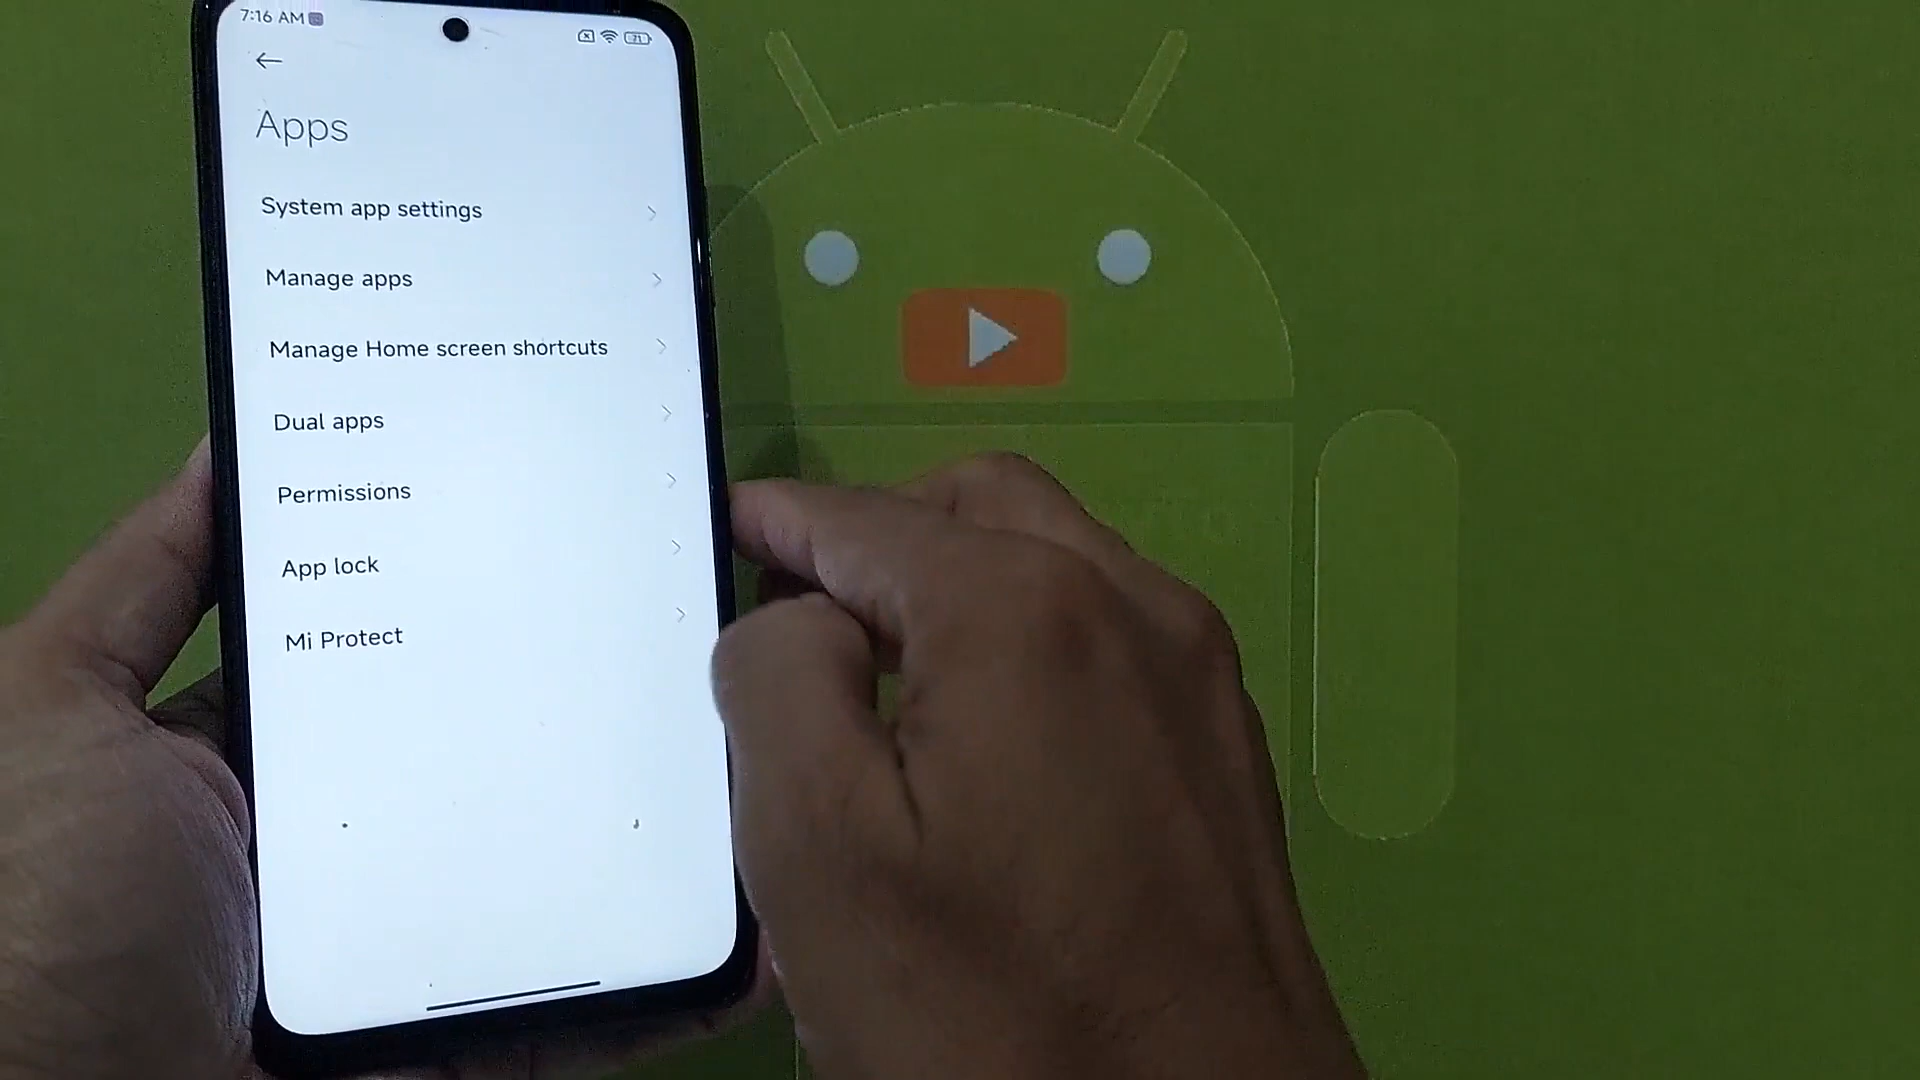 7:16 AM
71
Apps
System app settings
Manage apps
Manage Home screen shortcuts
Dual apps
Permissions
App lock
Mi Protect